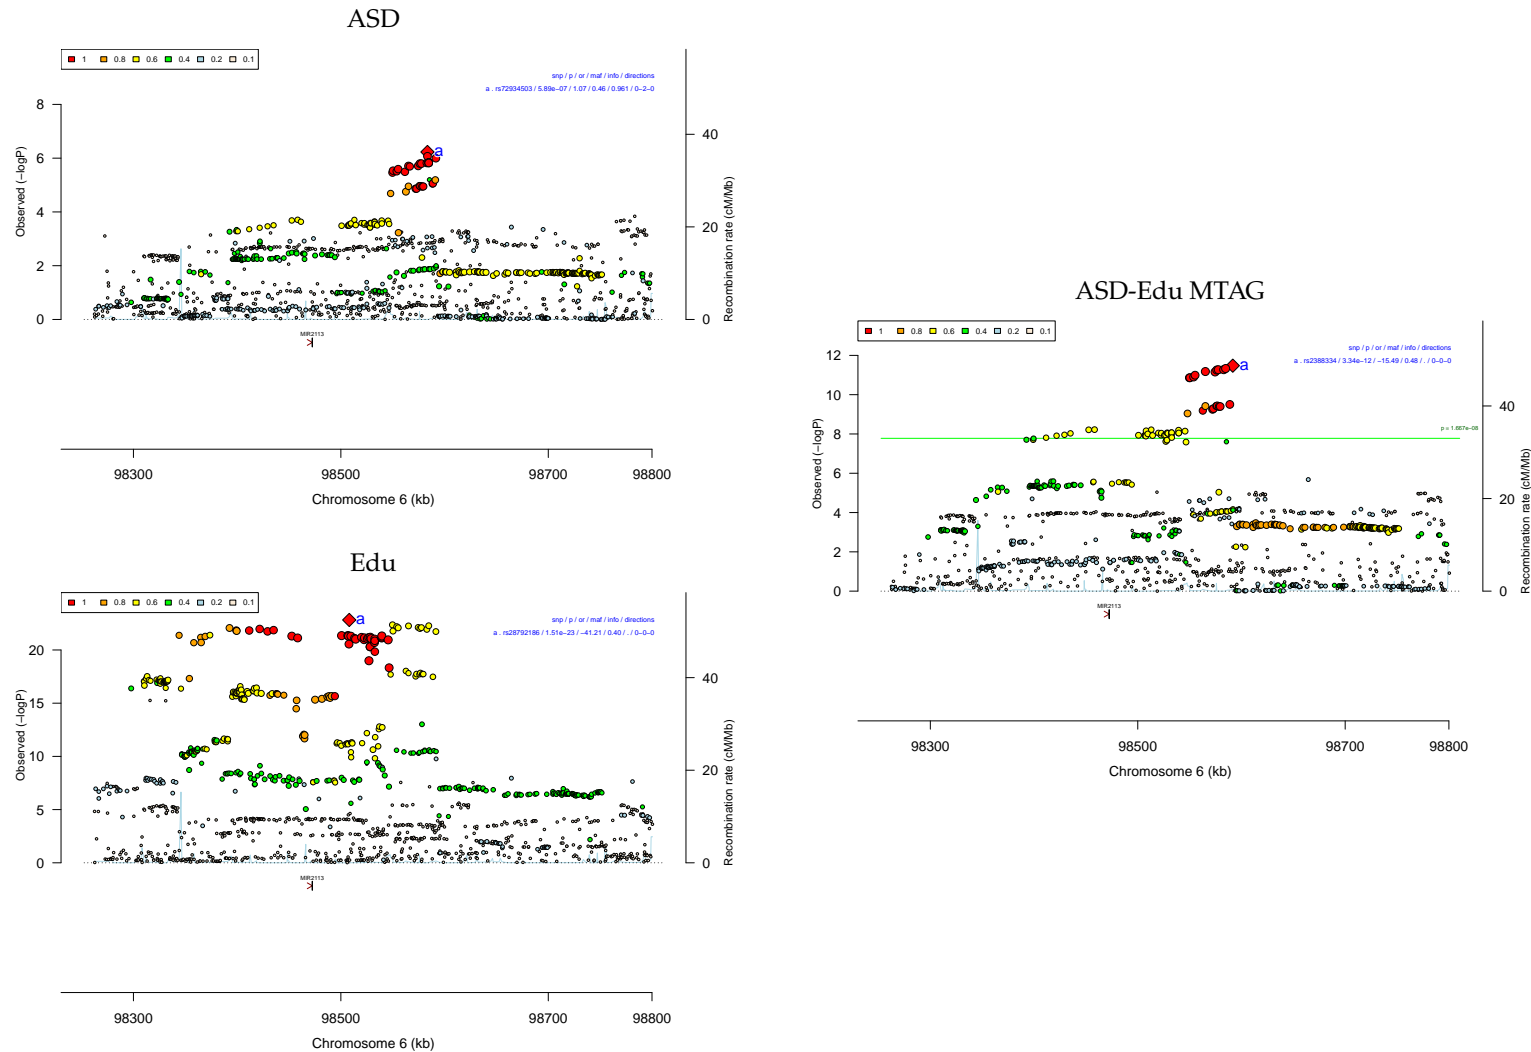 ASD
1 0.8 0.6 0.4 0.2 0.1
snp / p / or / maf / info / directions
a . rs72934503 / 5.89e−07 / 1.07 / 0.46 / 0.961 / 0−2−0
Observed (−logP)
0 2 4 6 8
a
Recombination rate (cM/Mb)
0 20 40
MIR2113
98300 98500 98700 98800
Chromosome 6 (kb)
Edu
1 0.8 0.6 0.4 0.2 0.1
snp / p / or / maf / info / directions
a . rs28792186 / 1.51e−23 / −41.21 / 0.40 / . / 0−0−0
Observed (−logP)
0 5 10 15 20
a
Recombination rate (cM/Mb)
0 20 40
MIR2113
98300 98500 98700 98800
Chromosome 6 (kb)
ASD-Edu MTAG
1 0.8 0.6 0.4 0.2 0.1
snp / p / or / maf / info / directions
a . rs2388334 / 3.34e−12 / −15.49 / 0.48 / . / 0−0−0
Observed (−logP)
0 2 4 6 8 10 12
a
p = 1.667e−08
Recombination rate (cM/Mb)
0 20 40
MIR2113
98300 98500 98700 98800
Chromosome 6 (kb)